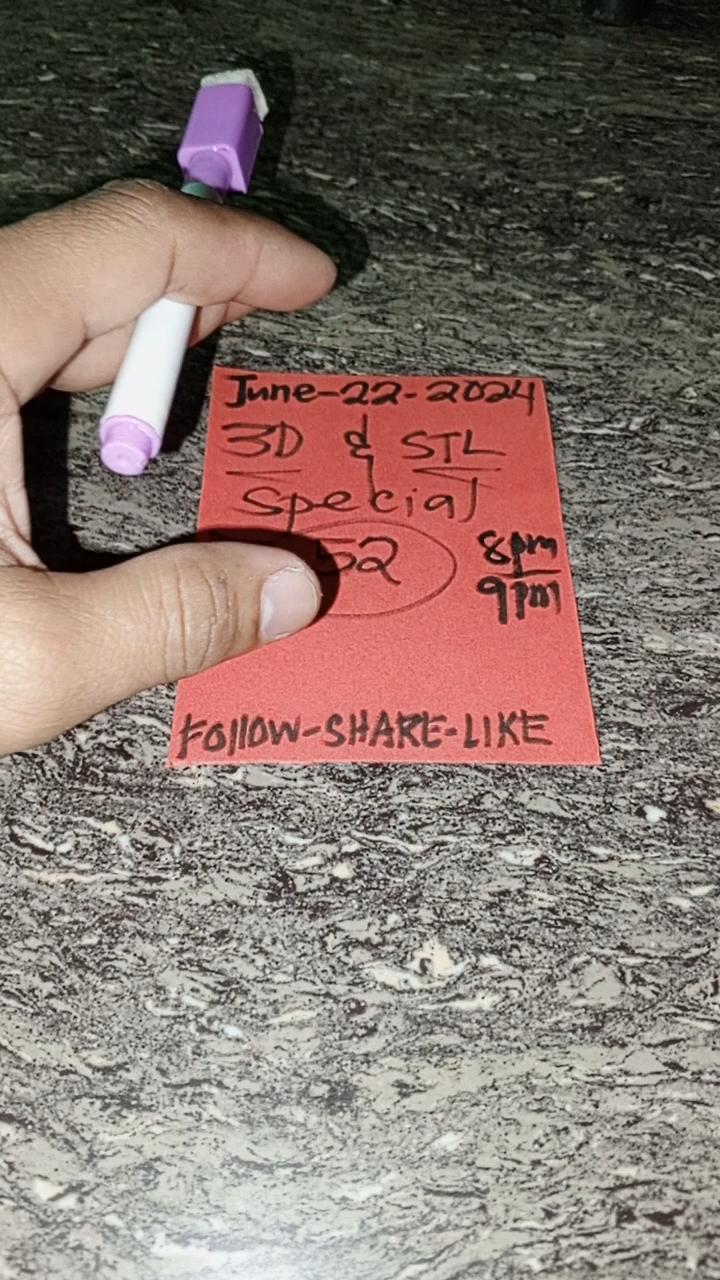 June-22-2024
3D & STL
Special
52
8pm
9pm
Follow-SHARE-LIKE